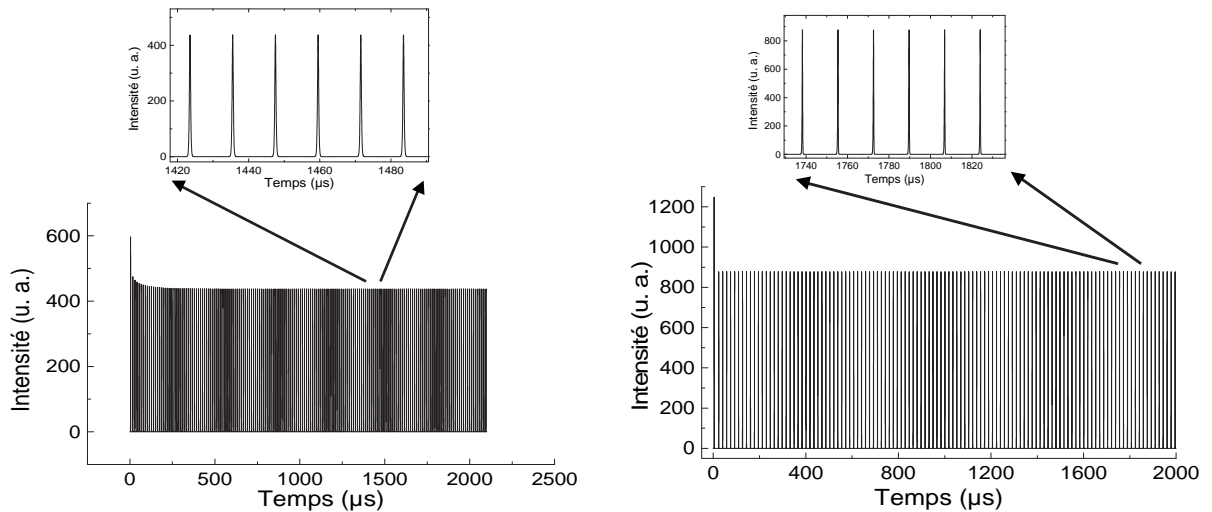 400
200
0
Intensité (u. a.)
1420 1440 1460 1480
Temps (µs)
600
400
200
0
Intensité (u. a.)
0 500 1000 1500 2000 2500
Temps (µs)
800
600
400
200
0
Intensité (u. a.)
1740 1760 1780 1800 1820
Temps (µs)
1200
1000
800
600
400
200
0
Intensité (u. a.)
0 400 800 1200 1600 2000
Temps (µs)